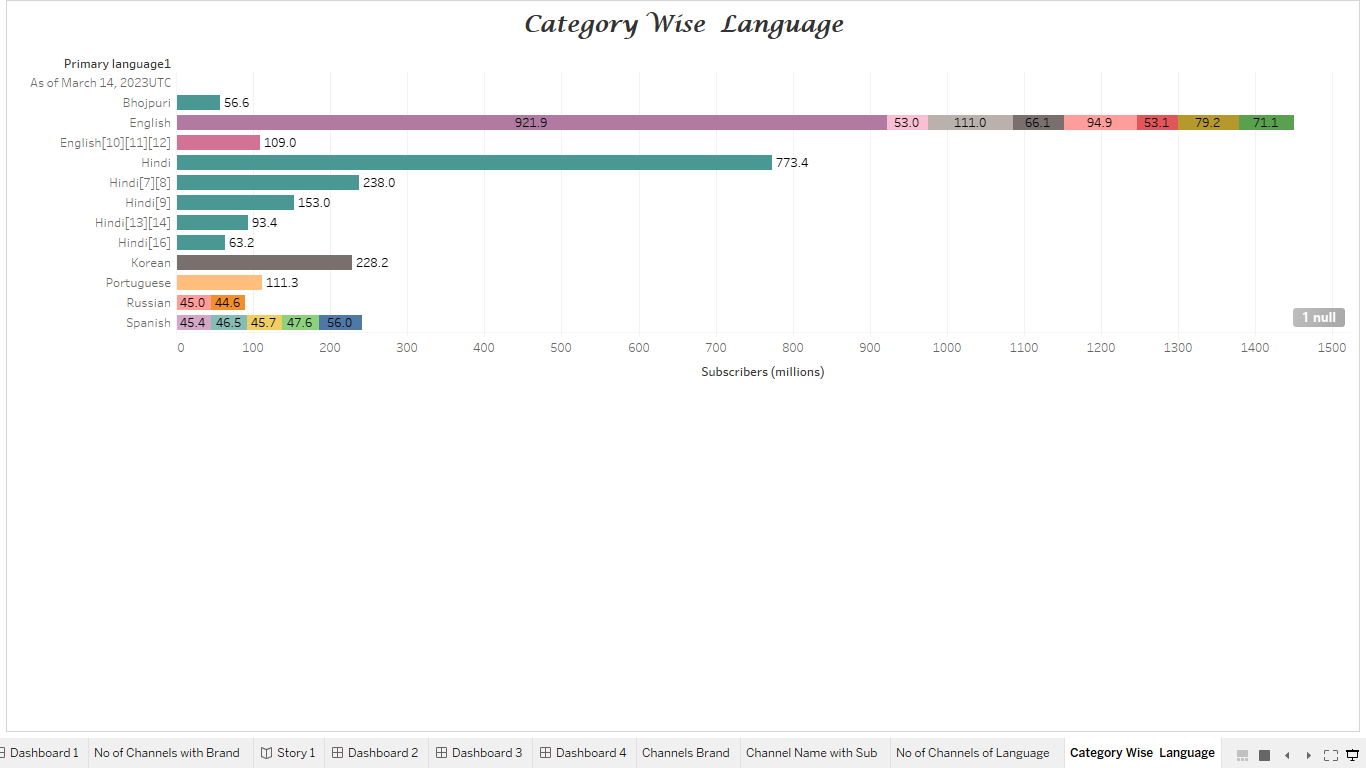 Category Wise Language
Primary language1
As of March 14, 2023UTC
Bhojpuri 56.6
English 921.9 53.0 111.0 66.1 94.9 53.1 79.2 71.1
English[10][11][12] 109.0
Hindi 773.4
Hindi[7][8] 238.0
Hindi[9] 153.0
Hindi[13][14] 93.4
Hindi[16] 63.2
Korean 228.2
Portuguese 111.3
Russian 45.0 44.6
Spanish 45.4 46.5 45.7 47.6 56.0
1 null
0 100 200 300 400 500 600 700 800 900 1000 1100 1200 1300 1400 1500
Subscribers (millions)
Dashboard 1 No of Channels with Brand Story 1 Dashboard 2 Dashboard 3 Dashboard 4 Channels Brand Channel Name with Sub No of Channels of Language Category Wise Language